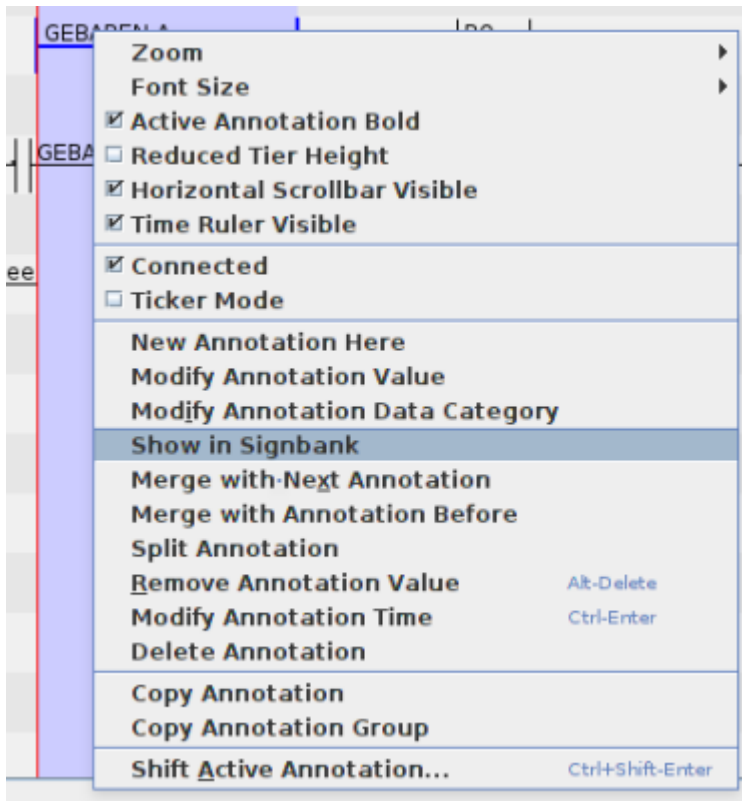 Zoom
Font Size
Active Annotation Bold
GEBA
Reduced Tier Height
Horizontal Scrollbar Visible
Time Ruler Visible
ee
Connected
Ticker Mode
New Annotation Here
Modify Annotation Value
Modify Annotation Data Category
Show in Signbank
Merge with Next Annotation
Merge with Annotation Before
Split Annotation
Remove Annotation Value Alt-Delete
Modify Annotation Time Ctrl-Enter
Delete Annotation
Copy Annotation
Copy Annotation Group
Shift Active Annotation... Ctrl+Shift-Enter